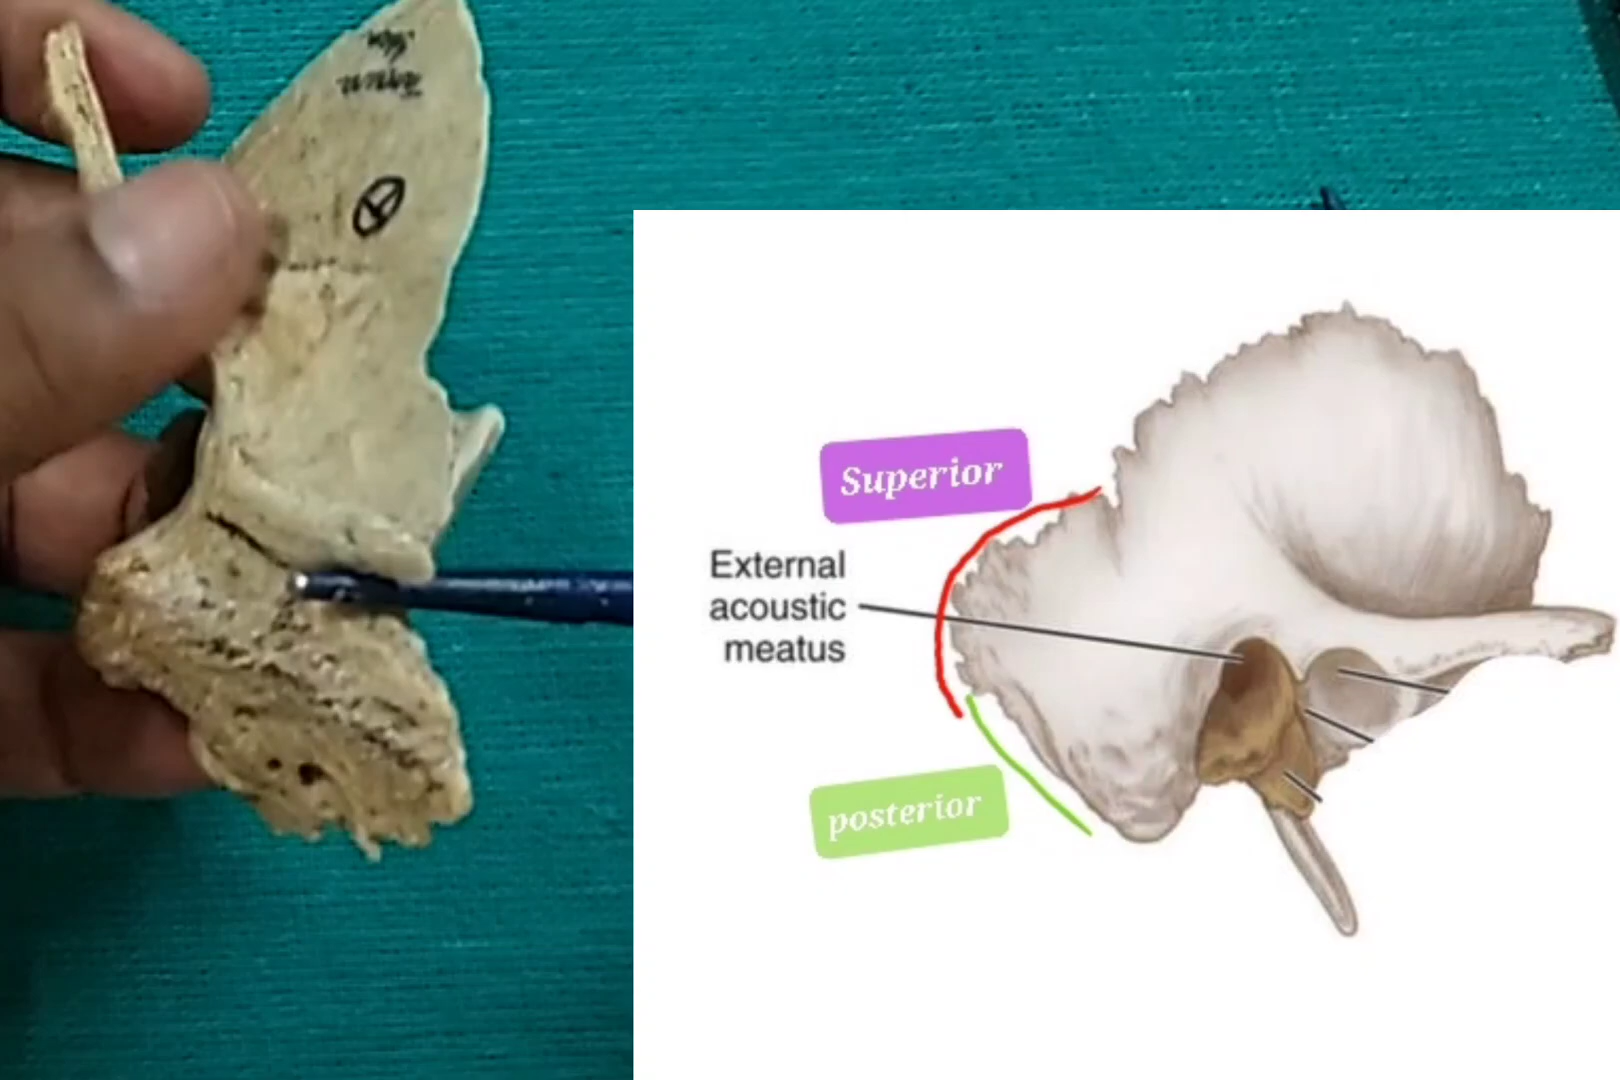 Superior
External
acoustic
meatus
posterior